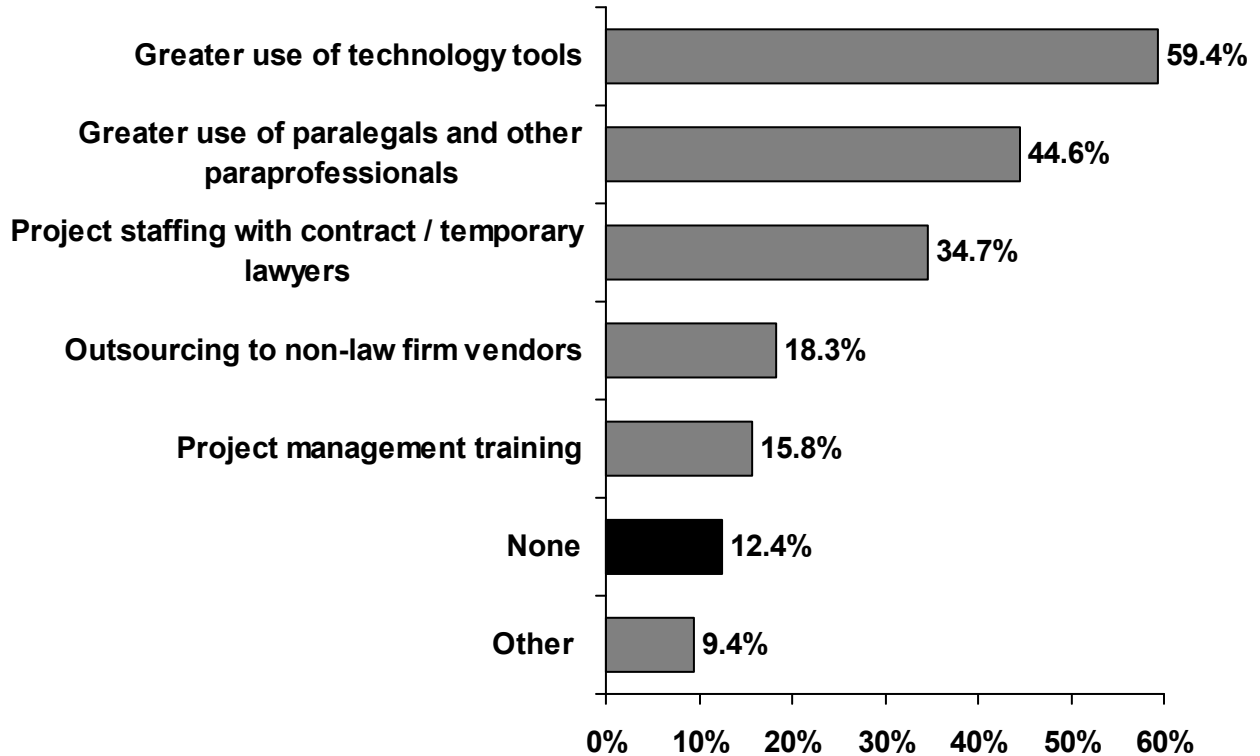 Greater use of technology tools
59.4%
Greater use of paralegals and other
paraprofessionals
44.6%
Project staffing with contract / temporary
lawyers
34.7%
Outsourcing to non-law firm vendors
18.3%
Project management training
15.8%
None
12.4%
Other
9.4%
0% 10% 20% 30% 40% 50% 60%